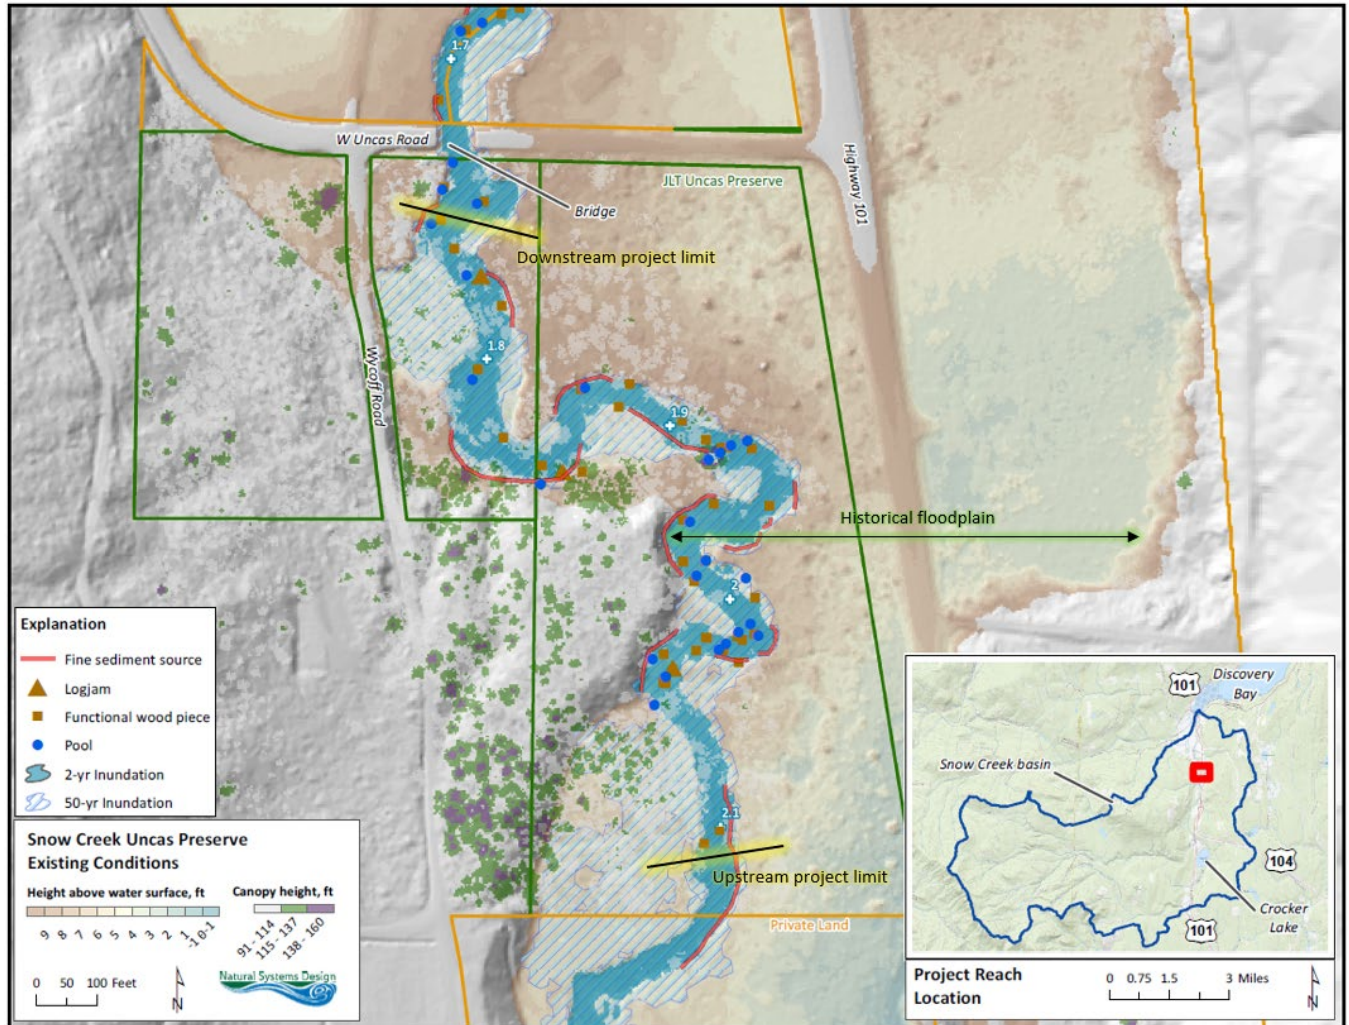 1.7
W Uncas Road
Highway 101
JLT Uncas Preserve
Bridge
Downstream project limit
1.8
Wycoff Road
1.9
Historical floodplain
2
2.1
Upstream project limit
Private Land
Explanation
Fine sediment source
Logjam
Functional wood piece
Pool
2-yr Inundation
50-yr Inundation
Snow Creek Uncas Preserve
Existing Conditions
Height above water surface, ft
9 8 7 6 5 4 3 2 1 -1 0-1
Canopy height, ft
91 - 114
115 - 137
138 - 160
0 50 100 Feet
N
Natural Systems Design
101
Discovery
Bay
Snow Creek basin
104
Crocker
Lake
101
Project Reach
Location
0 0.75 1.5 3 Miles
N